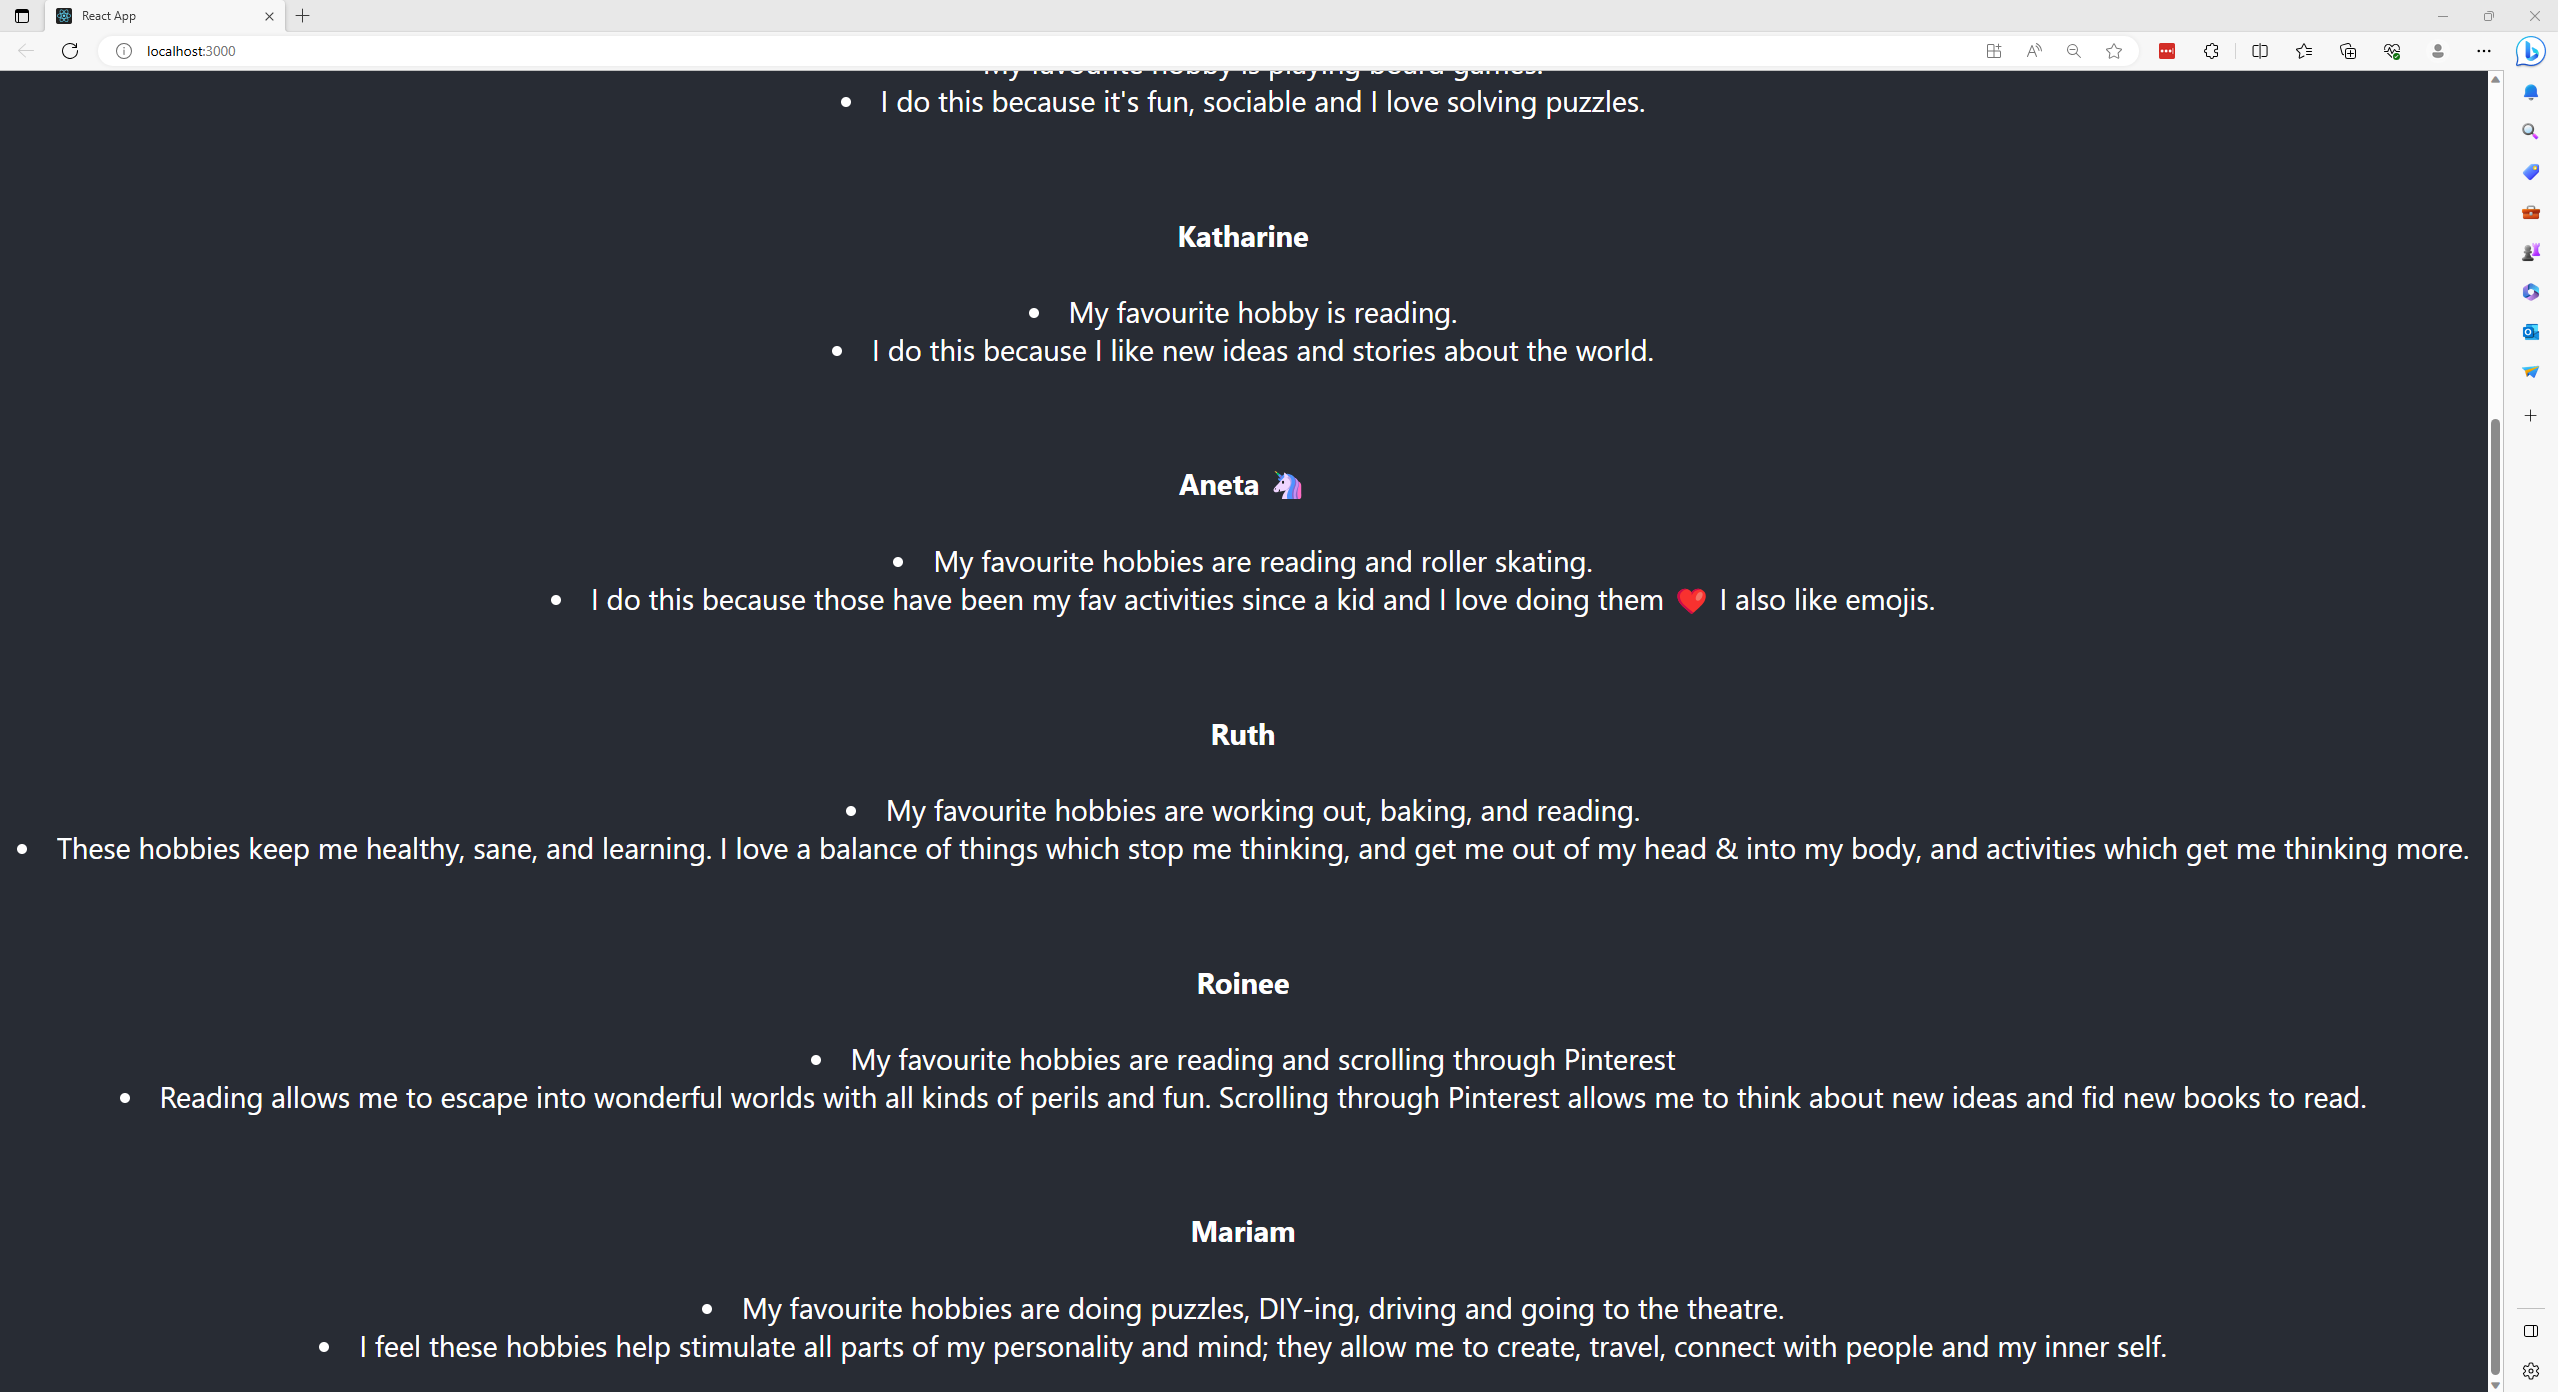 React App
localhost:3000
My favourite hobby is playing board games.
• I do this because it's fun, sociable and I love solving puzzles.
Katharine
• My favourite hobby is reading.
• I do this because I like new ideas and stories about the world.
Aneta 🦄
• My favourite hobbies are reading and roller skating.
• I do this because those have been my fav activities since a kid and I love doing them ❤️ I also like emojis.
Ruth
• My favourite hobbies are working out, baking, and reading.
• These hobbies keep me healthy, sane, and learning. I love a balance of things which stop me thinking, and get me out of my head & into my body, and activities which get me thinking more.
Roinee
• My favourite hobbies are reading and scrolling through Pinterest
• Reading allows me to escape into wonderful worlds with all kinds of perils and fun. Scrolling through Pinterest allows me to think about new ideas and fid new books to read.
Mariam
• My favourite hobbies are doing puzzles, DIY-ing, driving and going to the theatre.
• I feel these hobbies help stimulate all parts of my personality and mind; they allow me to create, travel, connect with people and my inner self.